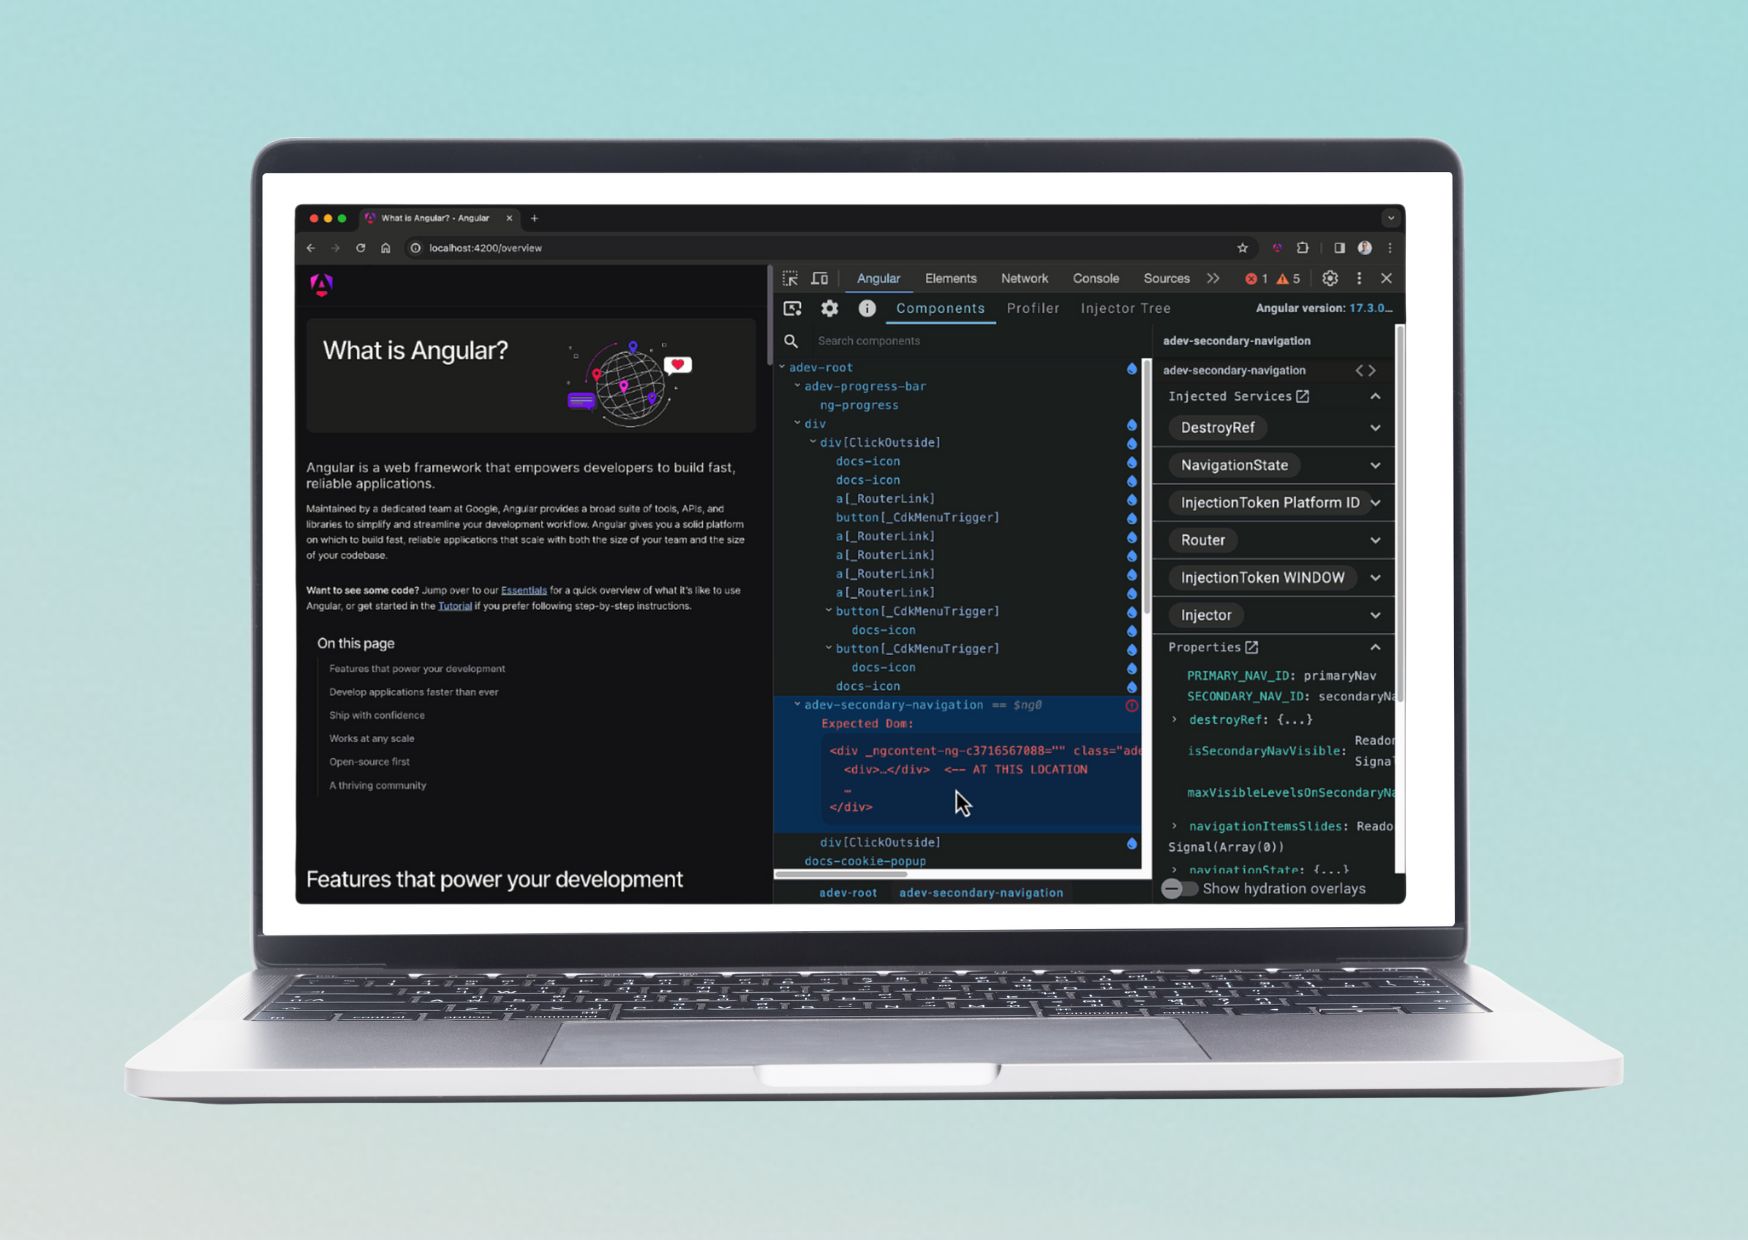 What is Angular? - Angular
localhost:4200/overview
What is Angular?
Angular is a web framework that empowers developers to build fast,
reliable applications.
Maintained by a dedicated team at Google, Angular provides a broad suite of tools, APIs, and
libraries to simplify and streamline your development workflow. Angular gives you a solid platform
on which to build fast, reliable applications that scale with both the size of your team and the size
of your codebase.
Want to see some code? Jump over to our Essentials for a quick overview of what it's like to use
Angular, or get started in the Tutorial if you prefer following step-by-step instructions.
On this page
Features that power your development
Develop applications faster than ever
Ship with confidence
Works at any scale
Open-source first
A thriving community
Features that power your development
Angular Elements Network Console Sources 1 5
Components Profiler Injector Tree Angular version: 17.3.0...
Search components
adev-root
adev-progress-bar
ng-progress
div
div[ClickOutside]
docs-icon
docs-icon
a[_RouterLink]
button[_CdkMenuTrigger]
a[_RouterLink]
a[_RouterLink]
a[_RouterLink]
a[_RouterLink]
button[_CdkMenuTrigger]
docs-icon
button[_CdkMenuTrigger]
docs-icon
docs-icon
adev-secondary-navigation == $ng0
Expected Dom:
<div _ngcontent-ng-c3716567088="" class="ade
<div>…</div> <-- AT THIS LOCATION
…
</div>
div[ClickOutside]
docs-cookie-popup
adev-root adev-secondary-navigation
adev-secondary-navigation
adev-secondary-navigation
Injected Services
DestroyRef
NavigationState
InjectionToken Platform ID
Router
InjectionToken WINDOW
Injector
Properties
PRIMARY_NAV_ID: primaryNav
SECONDARY_NAV_ID: secondaryNa
destroyRef: {...}
isSecondaryNavVisible: Reador
Signa
maxVisibleLevelsOnSecondaryNa
navigationItemsSlides: Reado
Signal(Array(0))
navigationState: {...}
Show hydration overlays
control option command command option